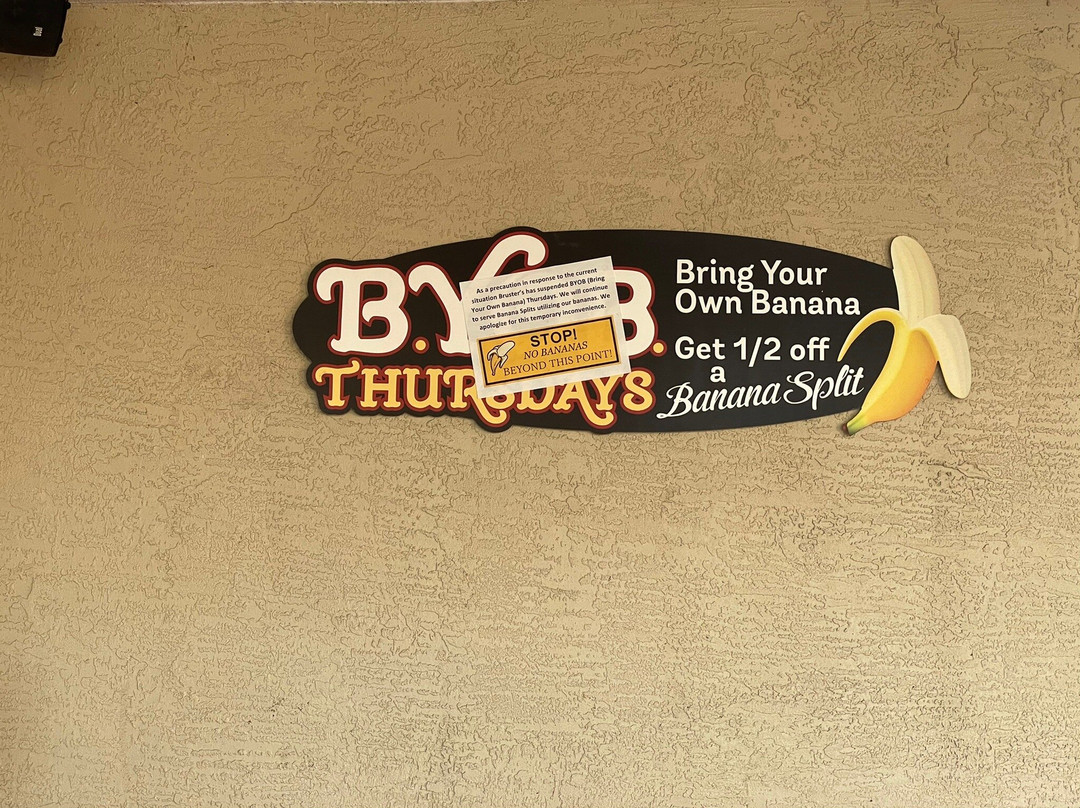 B.Y.O.B.
THURSDAYS
As a precaution in response to the current
situation Bruster's has suspended BYOB (Bring
Your Own Banana) Thursdays. We will continue
to serve Banana Splits utilizing our bananas. We
apologize for this temporary inconvenience.
STOP!
NO BANANAS
BEYOND THIS POINT!
Bring Your
Own Banana
Get 1/2 off
a
Banana Split
Dual